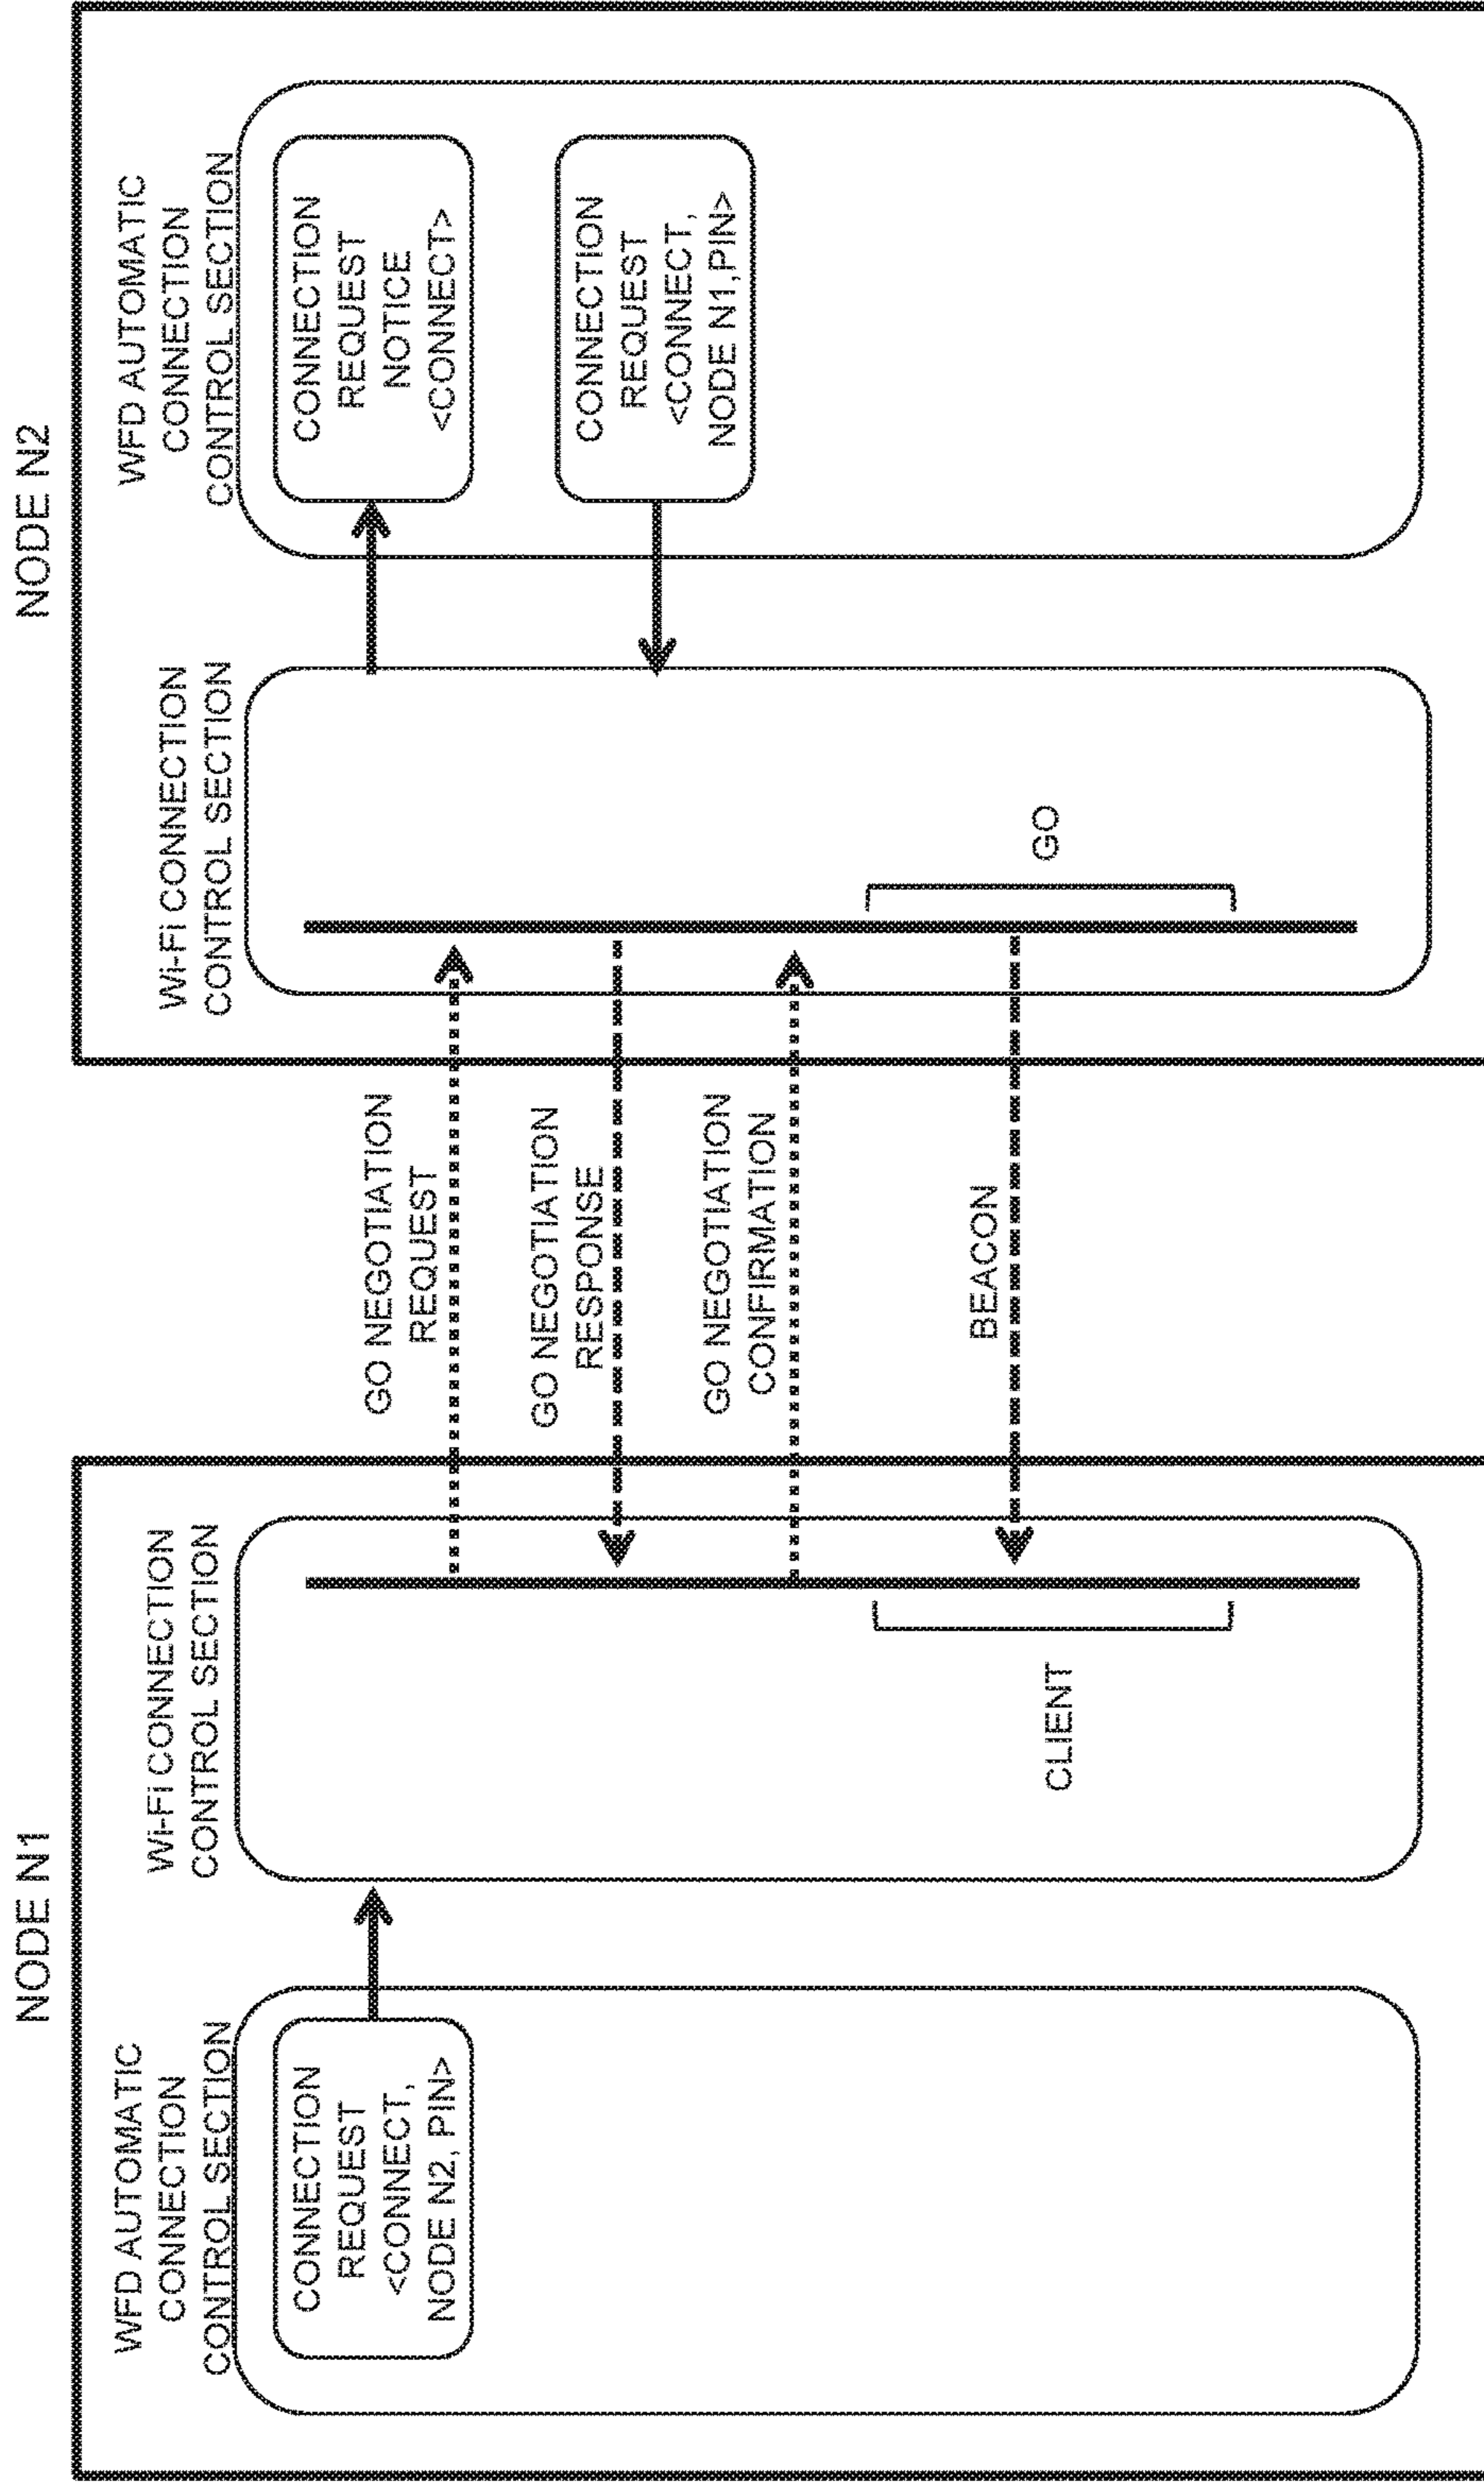 NODE N1
WFD AUTOMATIC
CONNECTION
CONTROL SECTION
CONNECTION
REQUEST
<CONNECT,
NODE N2, PIN>
Wi-Fi CONNECTION
CONTROL SECTION
CLIENT
GO NEGOTIATION
REQUEST
GO NEGOTIATION
RESPONSE
GO NEGOTIATION
CONFIRMATION
BEACON
NODE N2
Wi-Fi CONNECTION
CONTROL SECTION
GO
WFD AUTOMATIC
CONNECTION
CONTROL SECTION
CONNECTION
REQUEST
NOTICE
<CONNECT>
CONNECTION
REQUEST
<CONNECT,
NODE N1,PIN>